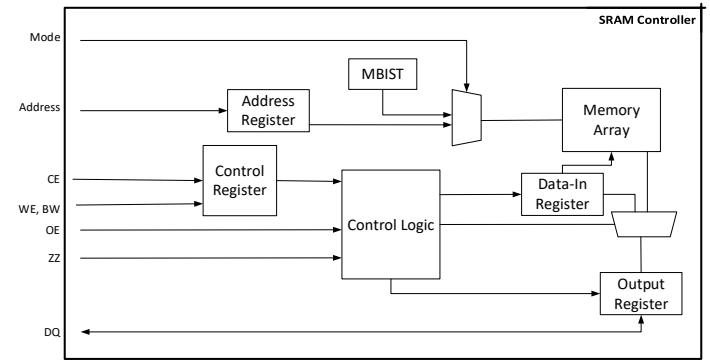 SRAM Controller
Mode
MBIST
Address
Address
Register
Memory
Array
CE
Control
Register
WE, BW
OE
ZZ
Control Logic
Data-In
Register
Output
Register
DQ